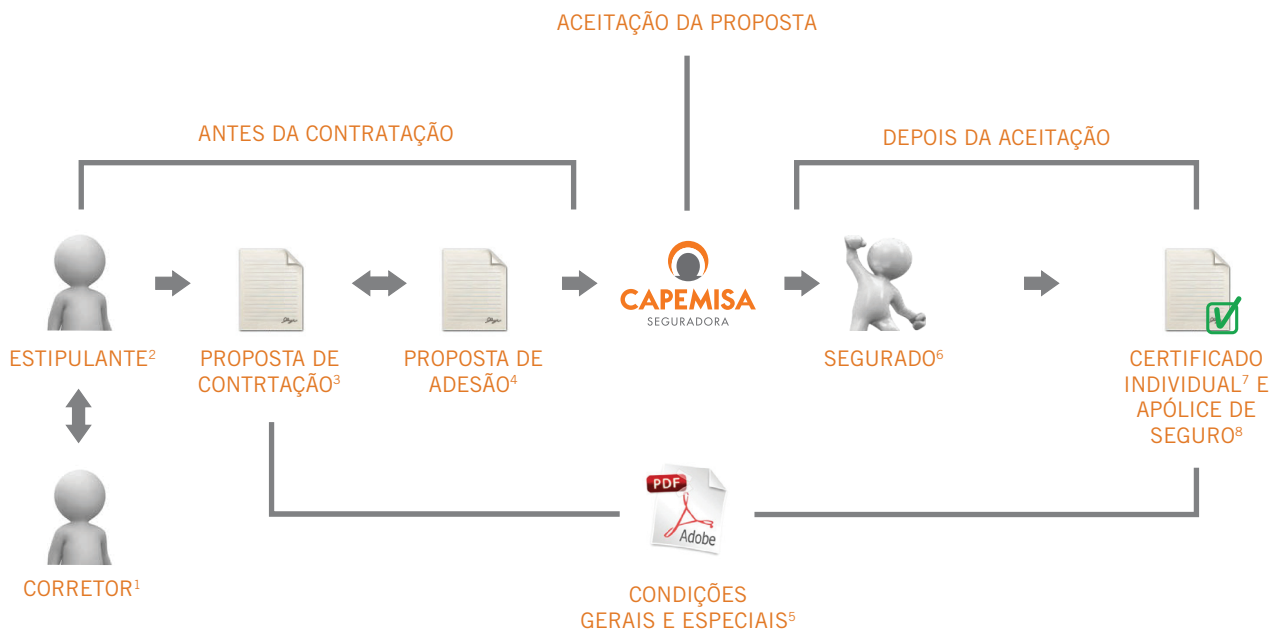 ACEITAÇÃO DA PROPOSTA
ANTES DA CONTRATAÇÃO
DEPOIS DA ACEITAÇÃO
CAPEMISA
SEGURADORA
ESTIPULANTE²
PROPOSTA DE
CONTRTAÇÃO³
PROPOSTA DE
ADESÃO⁴
SEGURADO⁶
CERTIFICADO
INDIVIDUAL⁷ E
APÓLICE DE
SEGURO⁸
CORRETOR¹
PDF
Adobe
CONDIÇÕES
GERAIS E ESPECIAIS⁵